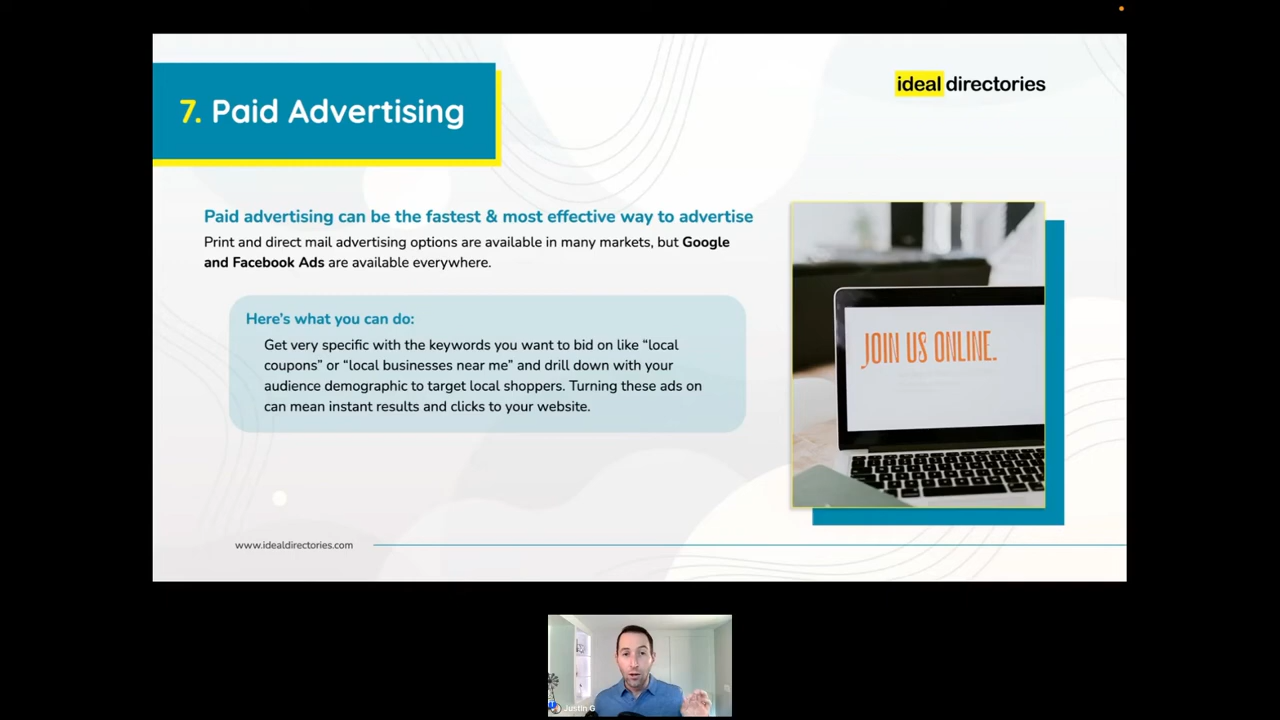 7. Paid Advertising
ideal directories
Paid advertising can be the fastest & most effective way to advertise
Print and direct mail advertising options are available in many markets, but Google
and Facebook Ads are available everywhere.
Here's what you can do:
Get very specific with the keywords you want to bid on like “local
coupons” or “local businesses near me” and drill down with your
audience demographic to target local shoppers. Turning these ads on
can mean instant results and clicks to your website.
JOIN US ONLINE.
www.idealdirectories.com
Justin G